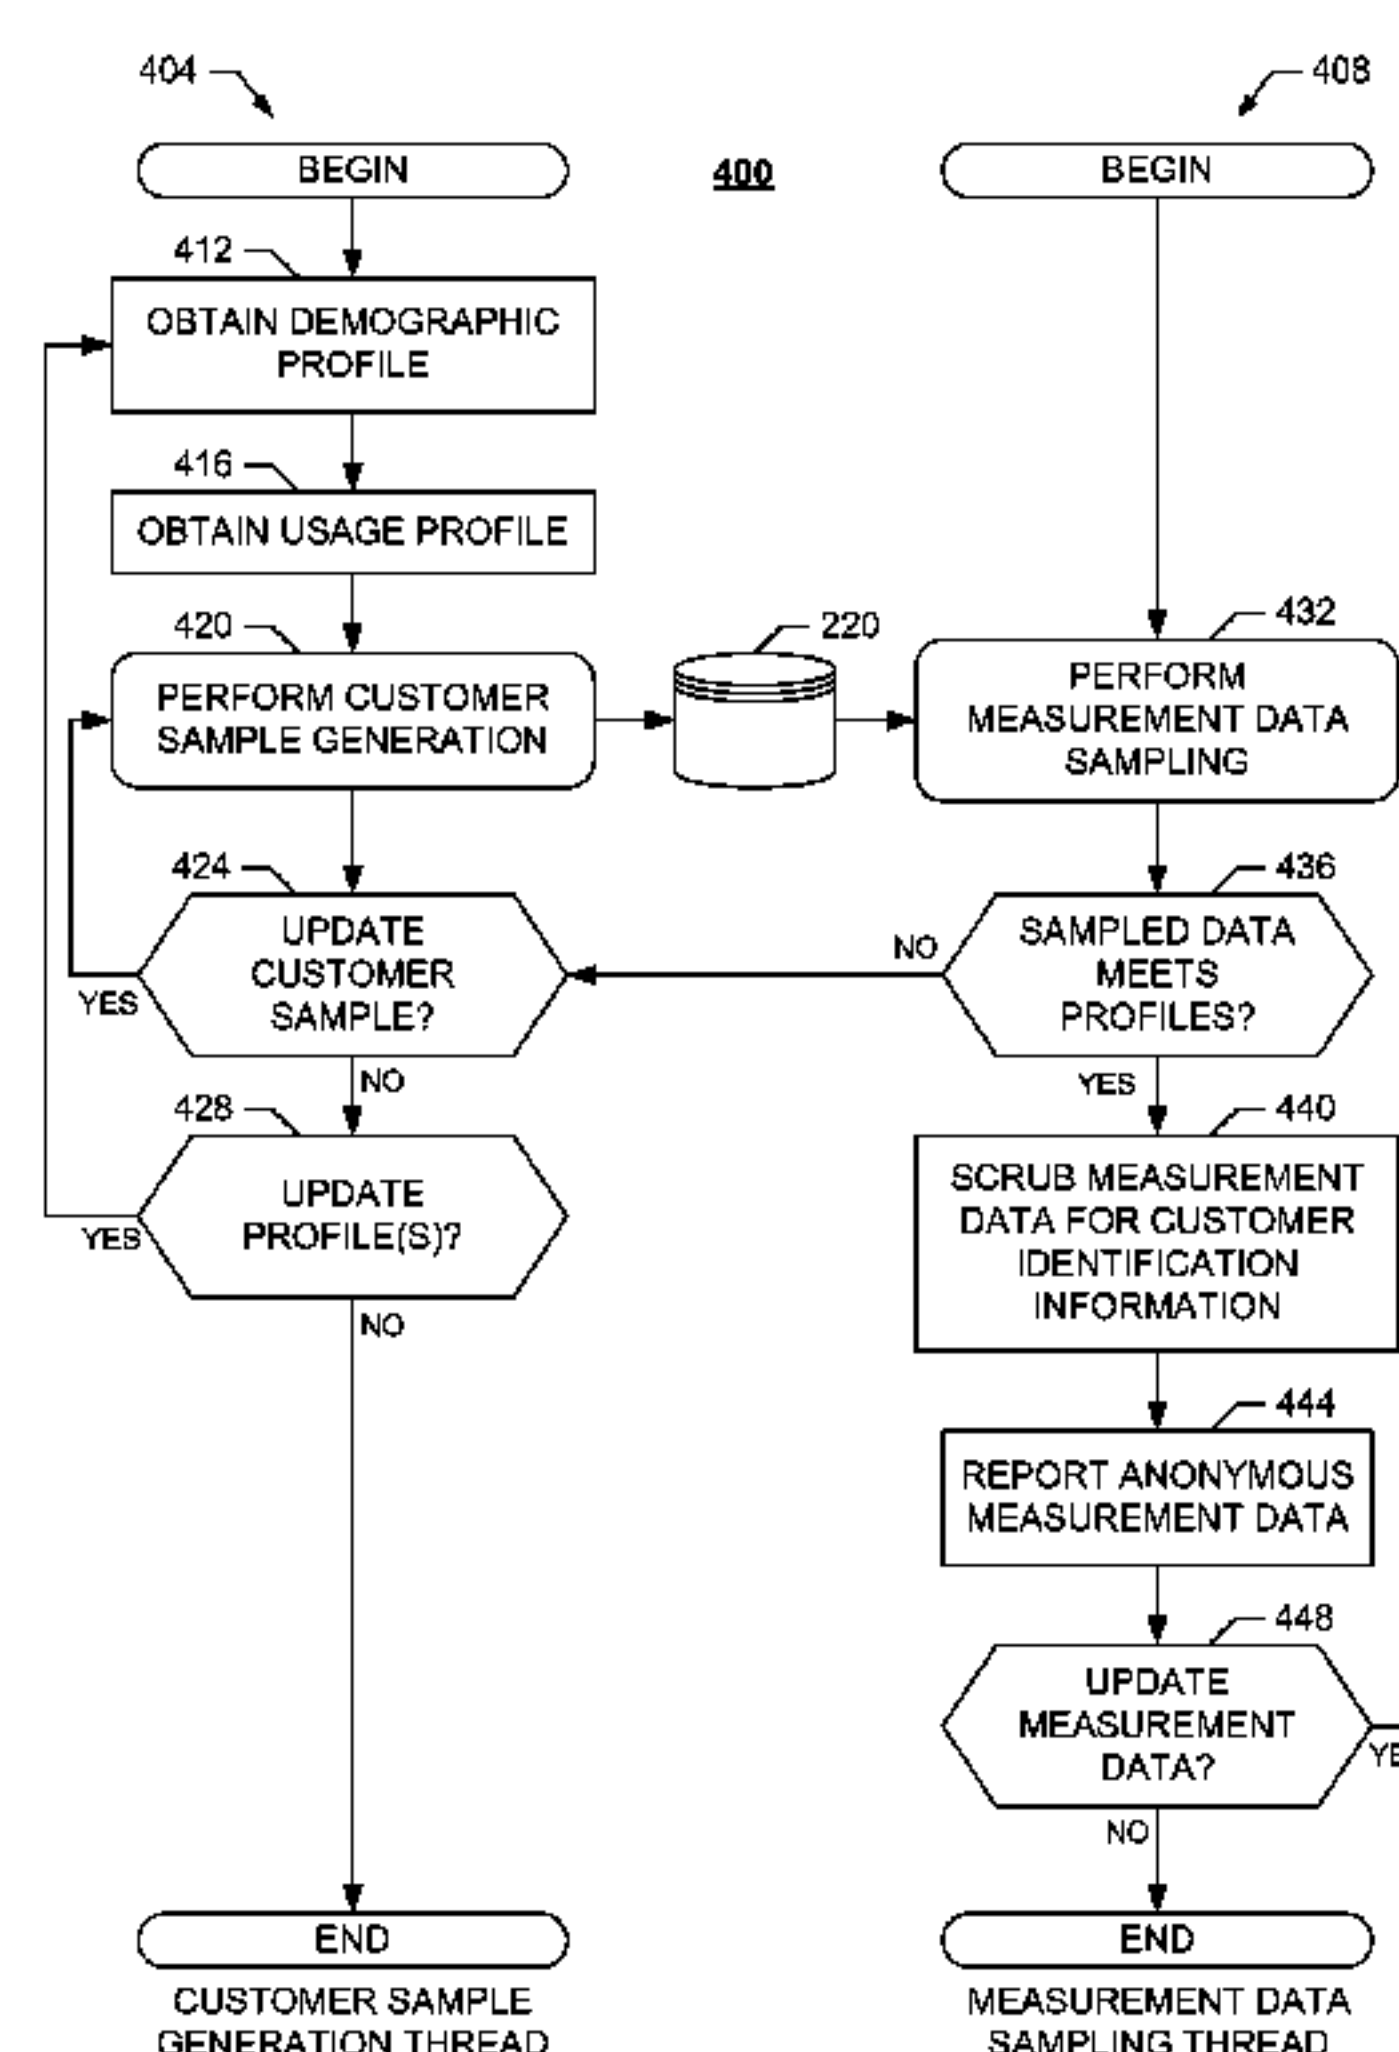 404
408
BEGIN
400
BEGIN
412
OBTAIN DEMOGRAPHIC
PROFILE
416
OBTAIN USAGE PROFILE
420
PERFORM CUSTOMER
SAMPLE GENERATION
220
432
PERFORM
MEASUREMENT DATA
SAMPLING
424
UPDATE
CUSTOMER
SAMPLE?
YES
NO
436
SAMPLED DATA
MEETS
PROFILES?
NO
YES
428
UPDATE
PROFILE(S)?
YES
NO
440
SCRUB MEASUREMENT
DATA FOR CUSTOMER
IDENTIFICATION
INFORMATION
444
REPORT ANONYMOUS
MEASUREMENT DATA
448
UPDATE
MEASUREMENT
DATA?
NO
END
CUSTOMER SAMPLE
GENERATION THREAD
END
MEASUREMENT DATA
SAMPLING THREAD